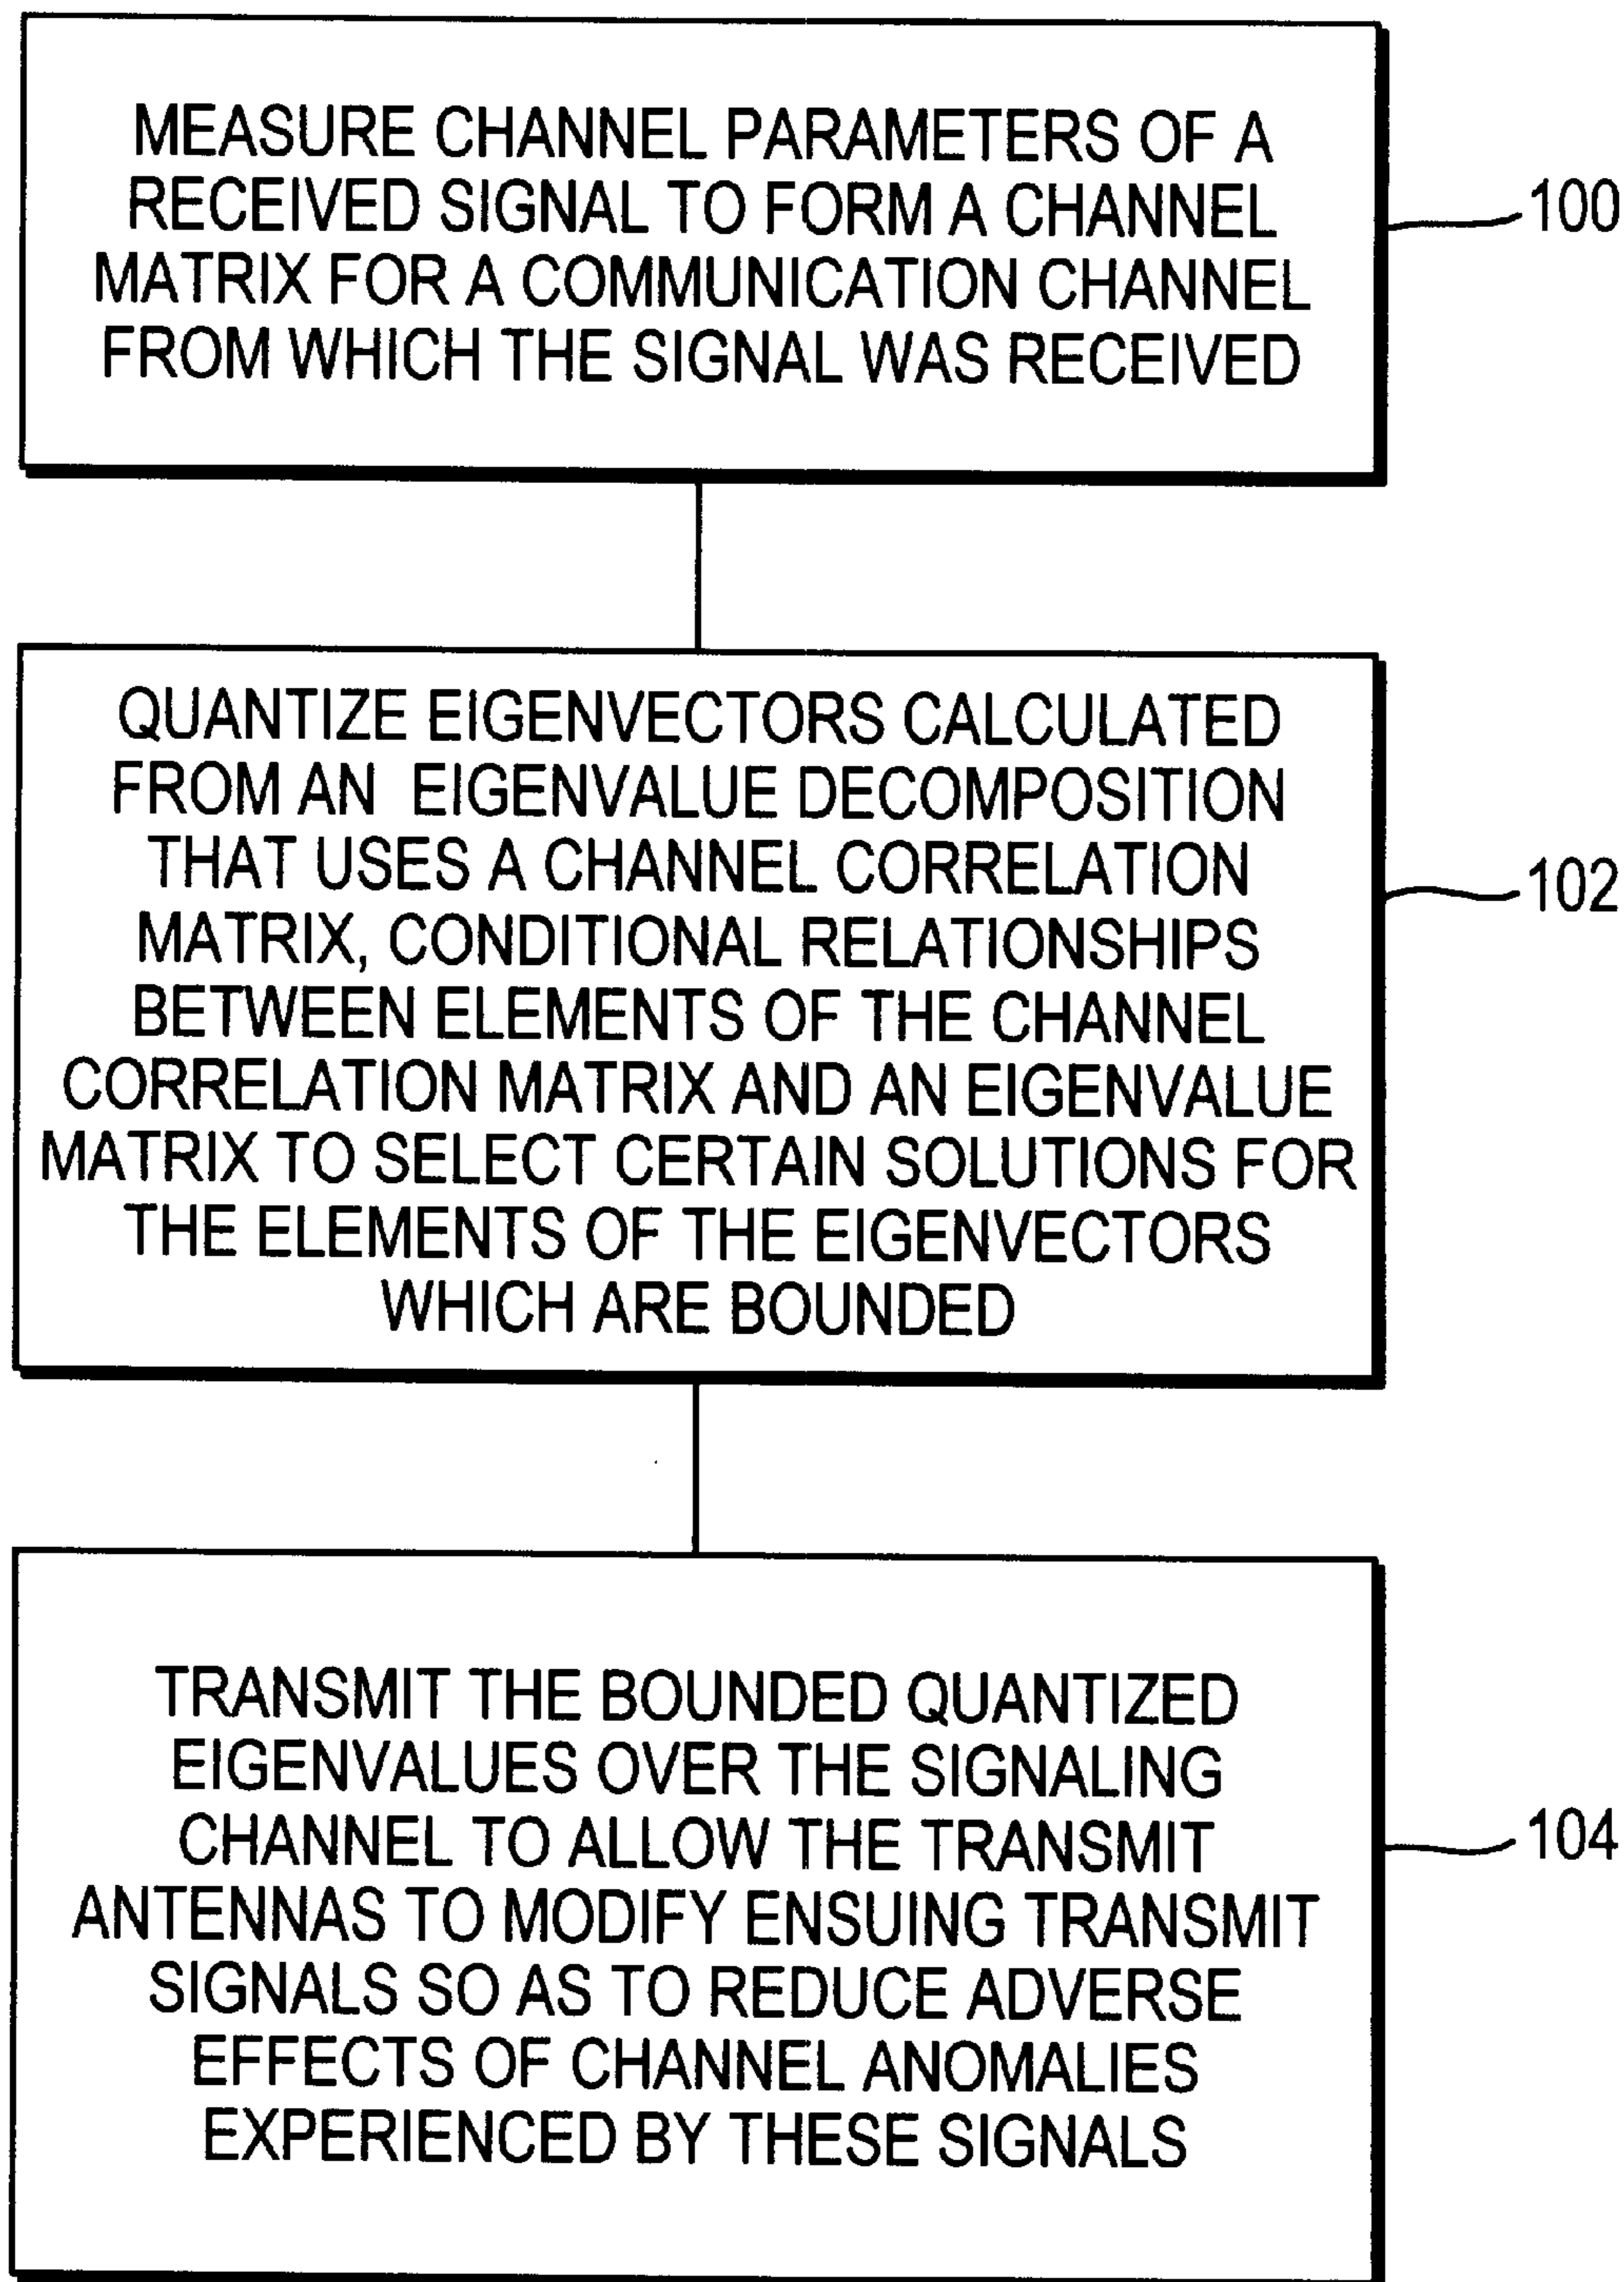 MEASURE CHANNEL PARAMETERS OF A
RECEIVED SIGNAL TO FORM A CHANNEL
MATRIX FOR A COMMUNICATION CHANNEL
FROM WHICH THE SIGNAL WAS RECEIVED
100
QUANTIZE EIGENVECTORS CALCULATED
FROM AN EIGENVALUE DECOMPOSITION
THAT USES A CHANNEL CORRELATION
MATRIX, CONDITIONAL RELATIONSHIPS
BETWEEN ELEMENTS OF THE CHANNEL
CORRELATION MATRIX AND AN EIGENVALUE
MATRIX TO SELECT CERTAIN SOLUTIONS FOR
THE ELEMENTS OF THE EIGENVECTORS
WHICH ARE BOUNDED
102
TRANSMIT THE BOUNDED QUANTIZED
EIGENVALUES OVER THE SIGNALING
CHANNEL TO ALLOW THE TRANSMIT
ANTENNAS TO MODIFY ENSUING TRANSMIT
SIGNALS SO AS TO REDUCE ADVERSE
EFFECTS OF CHANNEL ANOMALIES
EXPERIENCED BY THESE SIGNALS
104